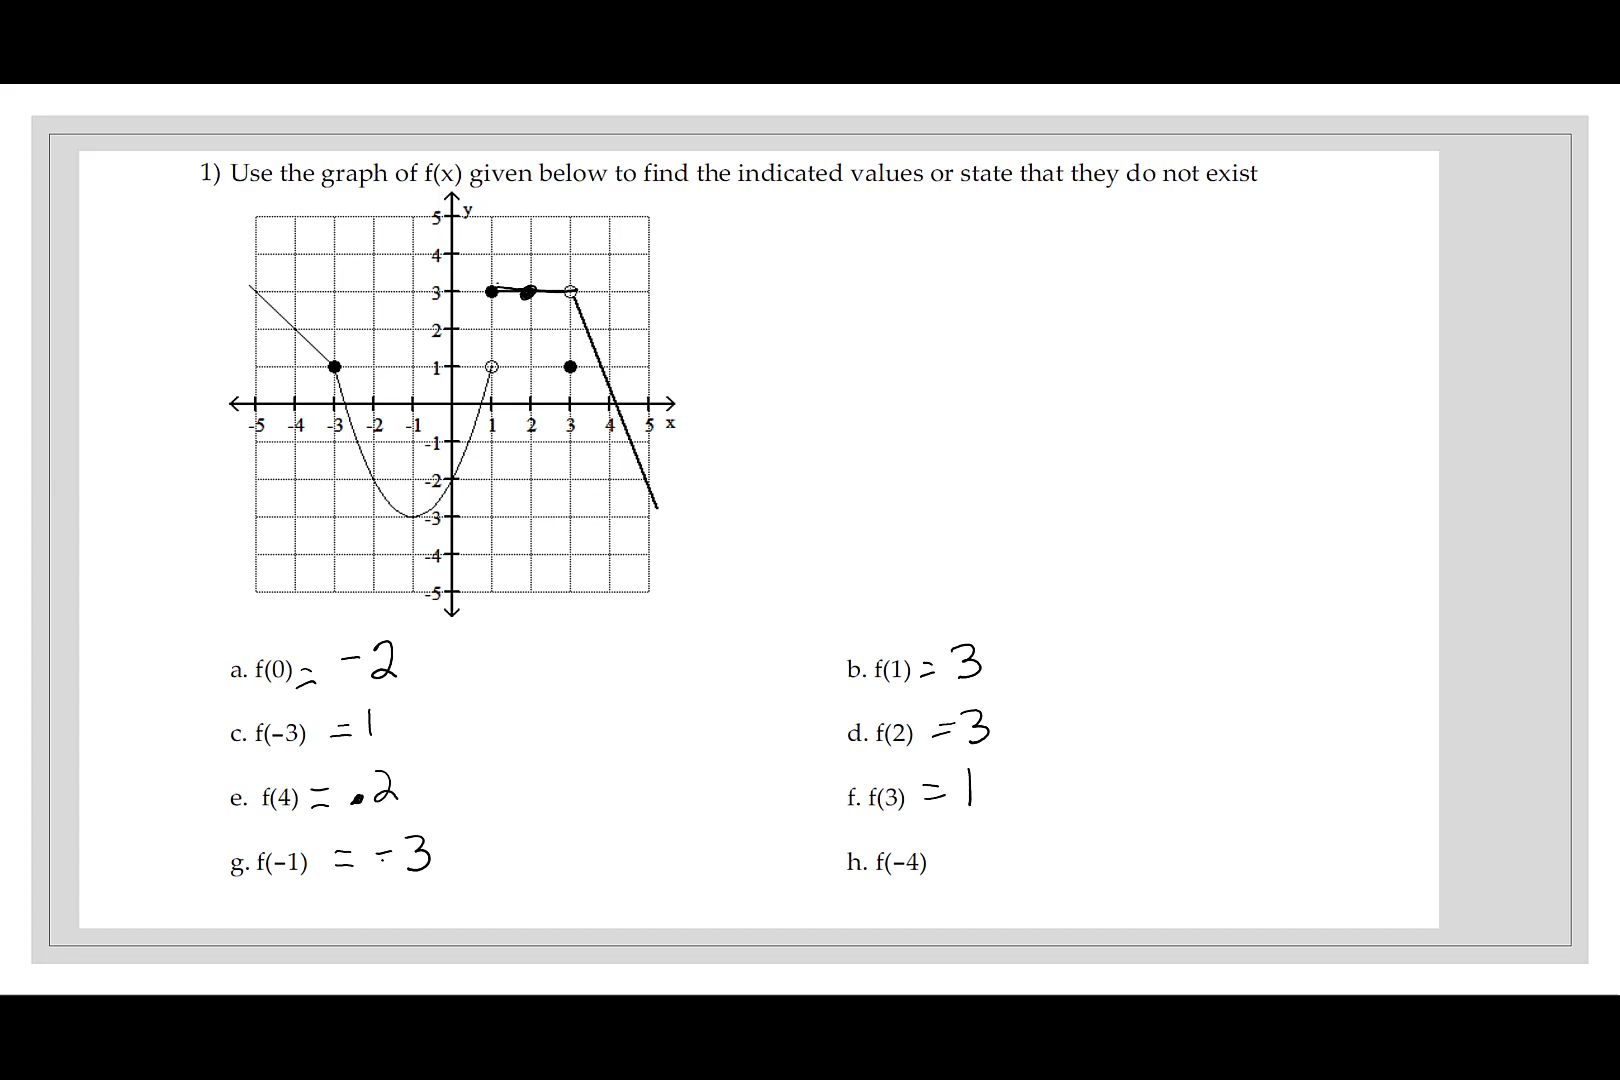 1) Use the graph of f(x) given below to find the indicated values or state that they do not exist
y
5
4
3
2
1
-5 -4 -3 -2 -1 1 2 3 4 5 x
-1
-2
-3
-4
-5
a. f(0) = -2
b. f(1) = 3
c. f(-3) = 1
d. f(2) = 3
e. f(4) = .2
f. f(3) = 1
g. f(-1) = -3
h. f(-4)